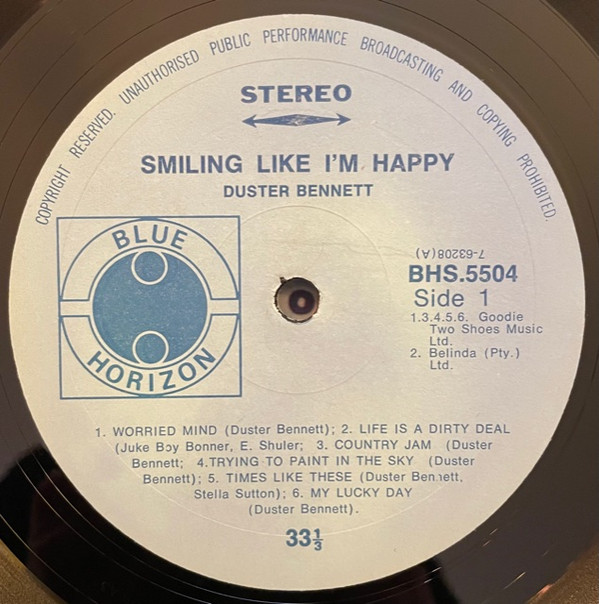 COPYRIGHT RESERVED. UNAUTHORISED PUBLIC PERFORMANCE BROADCASTING AND COPYING PROHIBITED.
STEREO
SMILING LIKE I'M HAPPY
DUSTER BENNETT
BLUE
HORIZON
7-63208(A)
BHS.5504
Side 1
1.3.4.5.6. Goodie
Two Shoes Music
Ltd.
2. Belinda (Pty.)
Ltd.
1. WORRIED MIND (Duster Bennett); 2. LIFE IS A DIRTY DEAL
(Juke Boy Bonner, E. Shuler; 3. COUNTRY JAM (Duster
Bennett; 4.TRYING TO PAINT IN THE SKY (Duster
Bennett); 5. TIMES LIKE THESE (Duster Bennett,
Stella Sutton); 6. MY LUCKY DAY
(Duster Bennett).
33⅓